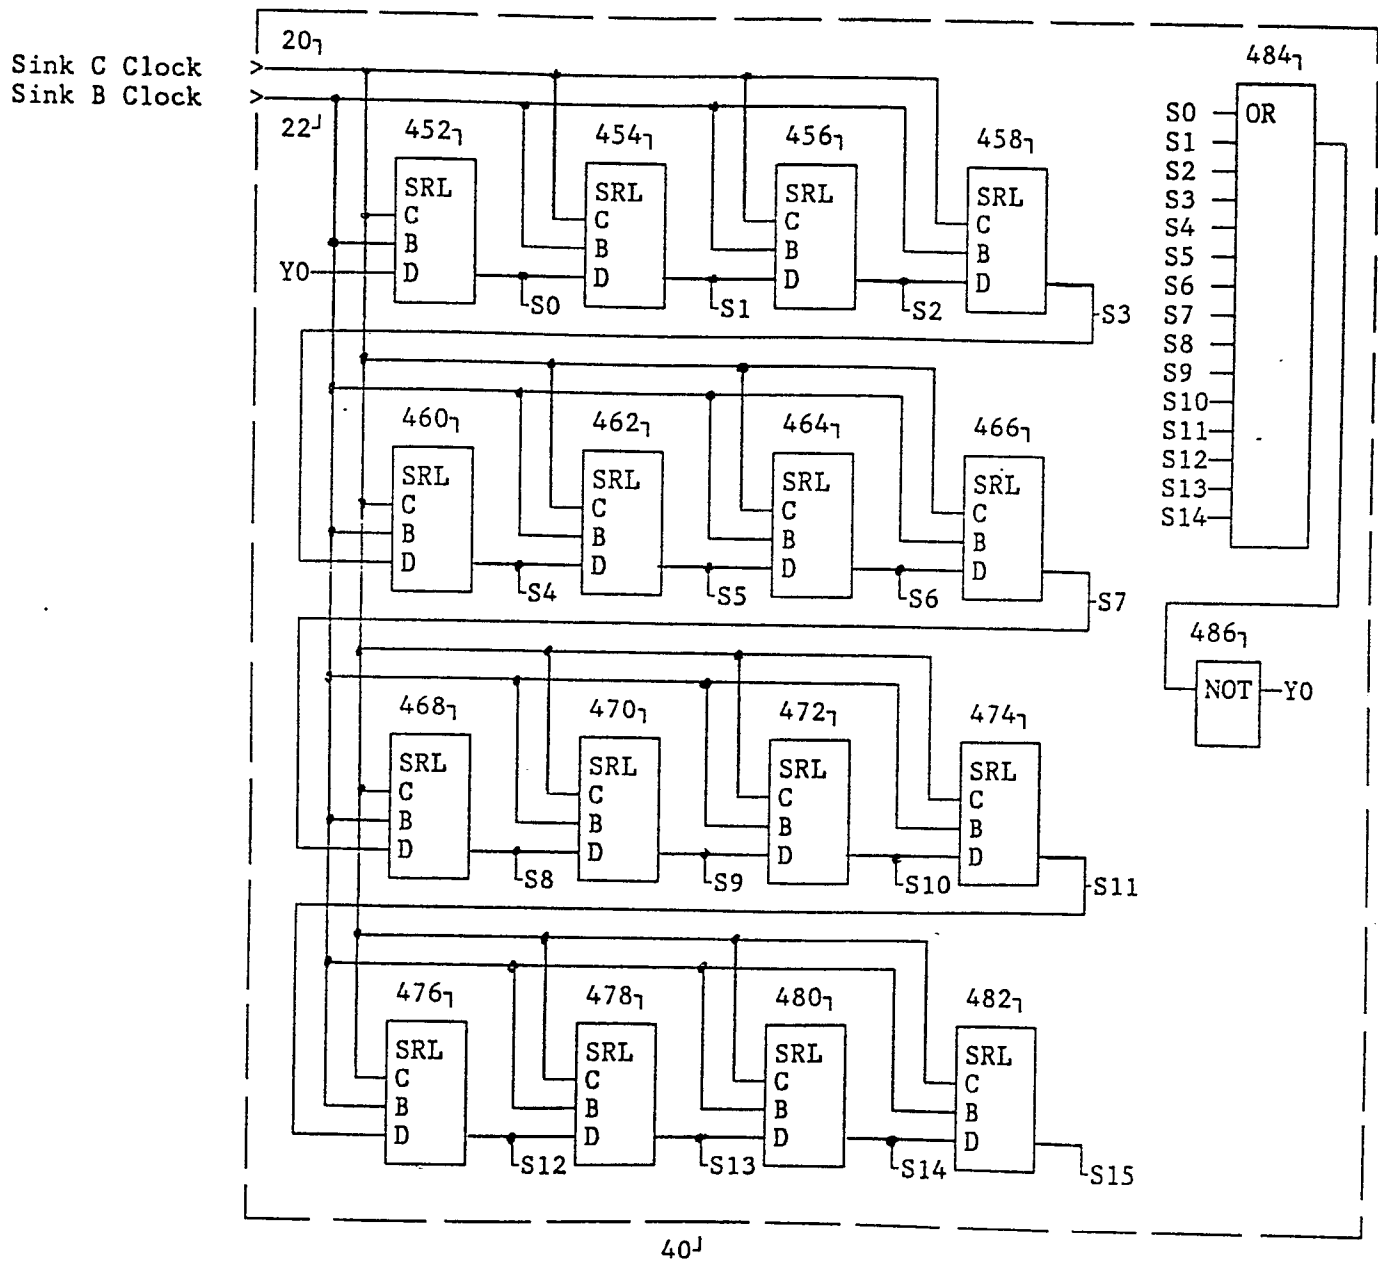 Sink C Clock > 20
Sink B Clock > 22
452 454 456 458
SRL C B D
SRL C B D
SRL C B D
SRL C B D
Y0 S0 S1 S2 S3
460 462 464 466
SRL C B D
SRL C B D
SRL C B D
SRL C B D
S4 S5 S6 S7
468 470 472 474
SRL C B D
SRL C B D
SRL C B D
SRL C B D
S8 S9 S10 S11
476 478 480 482
SRL C B D
SRL C B D
SRL C B D
SRL C B D
S12 S13 S14 S15
484
OR
S0
S1
S2
S3
S4
S5
S6
S7
S8
S9
S10
S11
S12
S13
S14
486
NOT Y0
40